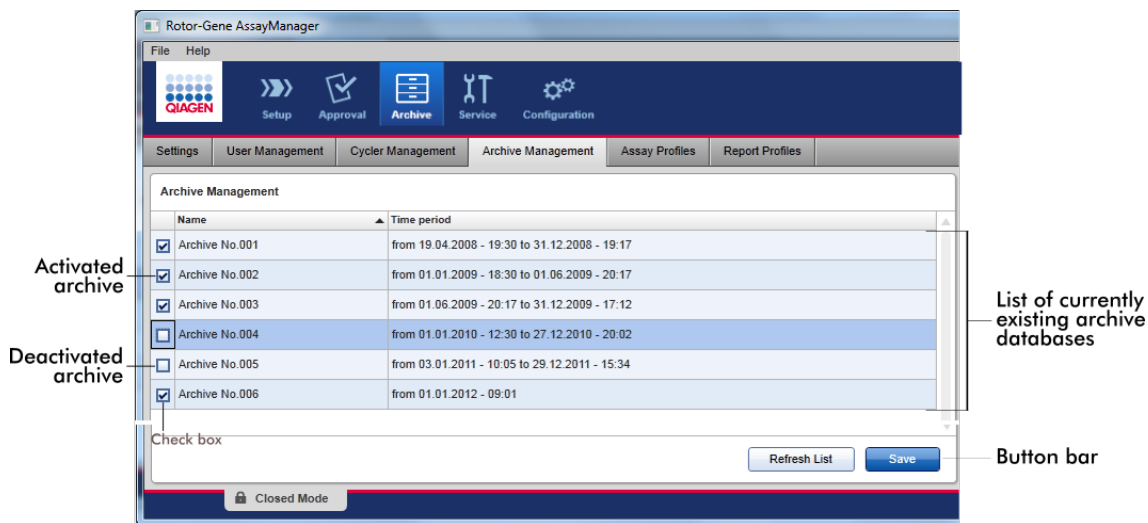 Rotor-Gene AssayManager
File Help
QIAGEN
Setup Approval Archive Service Configuration
Settings User Management Cycler Management Archive Management Assay Profiles Report Profiles
Archive Management
Name Time period
Archive No.001 from 19.04.2008 - 19:30 to 31.12.2008 - 19:17
Activated archive
Archive No.002 from 01.01.2009 - 18:30 to 01.06.2009 - 20:17
Archive No.003 from 01.06.2009 - 20:17 to 31.12.2009 - 17:12
List of currently existing archive databases
Archive No.004 from 01.01.2010 - 12:30 to 27.12.2010 - 20:02
Deactivated archive
Archive No.005 from 03.01.2011 - 10:05 to 29.12.2011 - 15:34
Archive No.006 from 01.01.2012 - 09:01
Check box
Refresh List Save
Button bar
Closed Mode